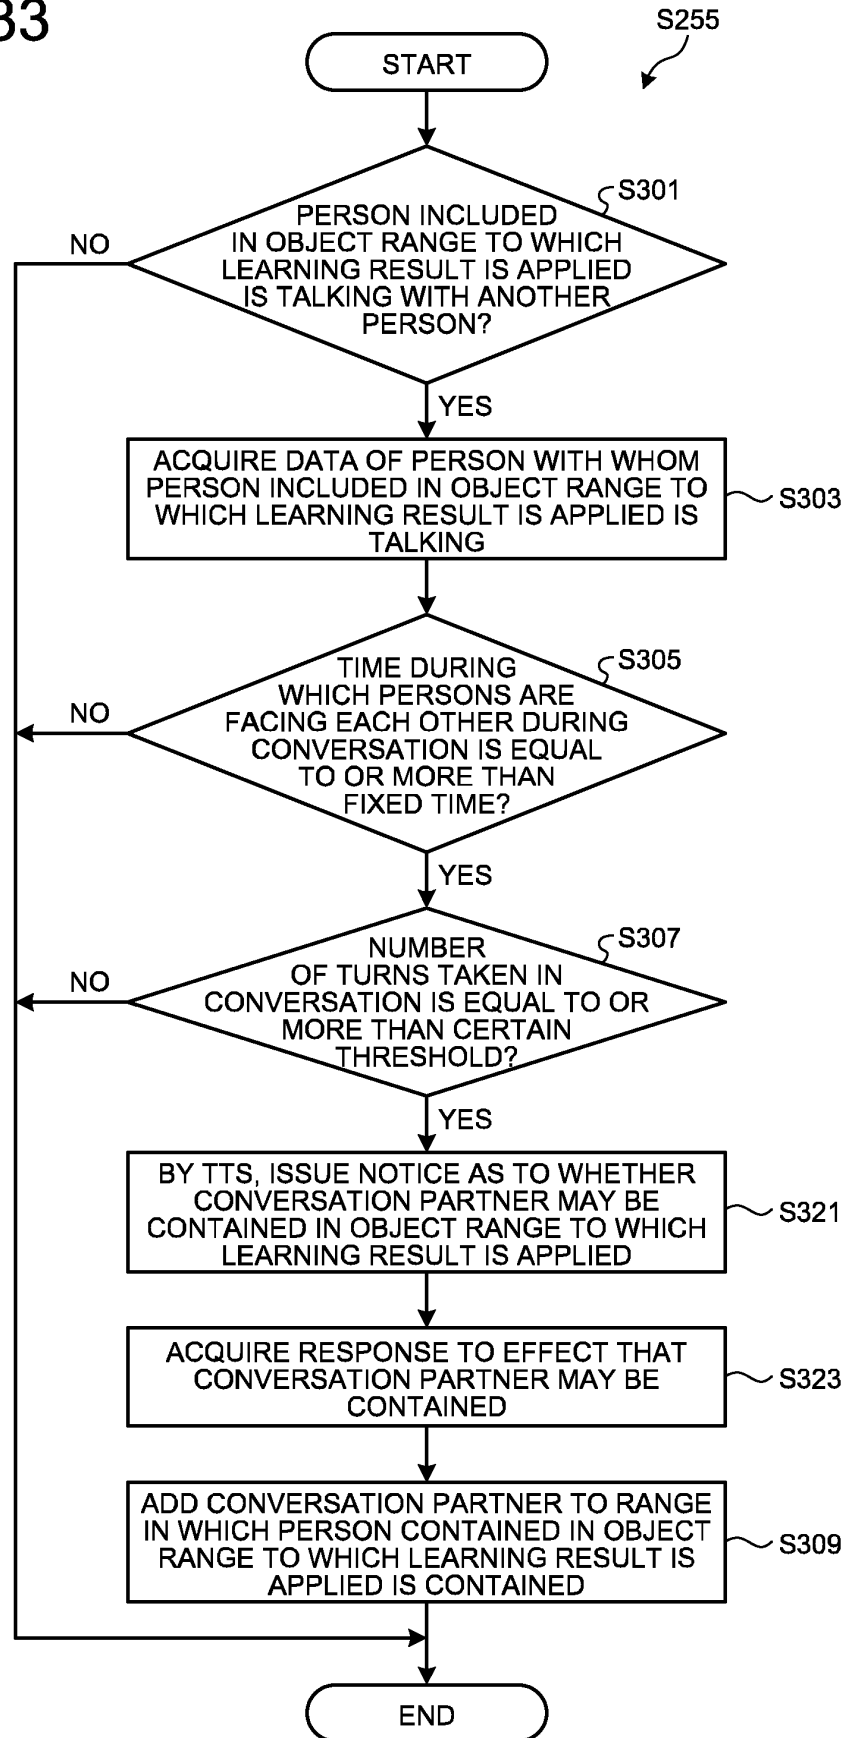 33
S255
START
S301
PERSON INCLUDED
IN OBJECT RANGE TO WHICH
LEARNING RESULT IS APPLIED
IS TALKING WITH ANOTHER
PERSON?
NO
YES
ACQUIRE DATA OF PERSON WITH WHOM
PERSON INCLUDED IN OBJECT RANGE TO
WHICH LEARNING RESULT IS APPLIED IS
TALKING
S303
S305
TIME DURING
WHICH PERSONS ARE
FACING EACH OTHER DURING
CONVERSATION IS EQUAL
TO OR MORE THAN
FIXED TIME?
NO
YES
S307
NUMBER
OF TURNS TAKEN IN
CONVERSATION IS EQUAL TO OR
MORE THAN CERTAIN
THRESHOLD?
NO
YES
BY TTS, ISSUE NOTICE AS TO WHETHER
CONVERSATION PARTNER MAY BE
CONTAINED IN OBJECT RANGE TO WHICH
LEARNING RESULT IS APPLIED
S321
ACQUIRE RESPONSE TO EFFECT THAT
CONVERSATION PARTNER MAY BE
CONTAINED
S323
ADD CONVERSATION PARTNER TO RANGE
IN WHICH PERSON CONTAINED IN OBJECT
RANGE TO WHICH LEARNING RESULT IS
APPLIED IS CONTAINED
S309
END